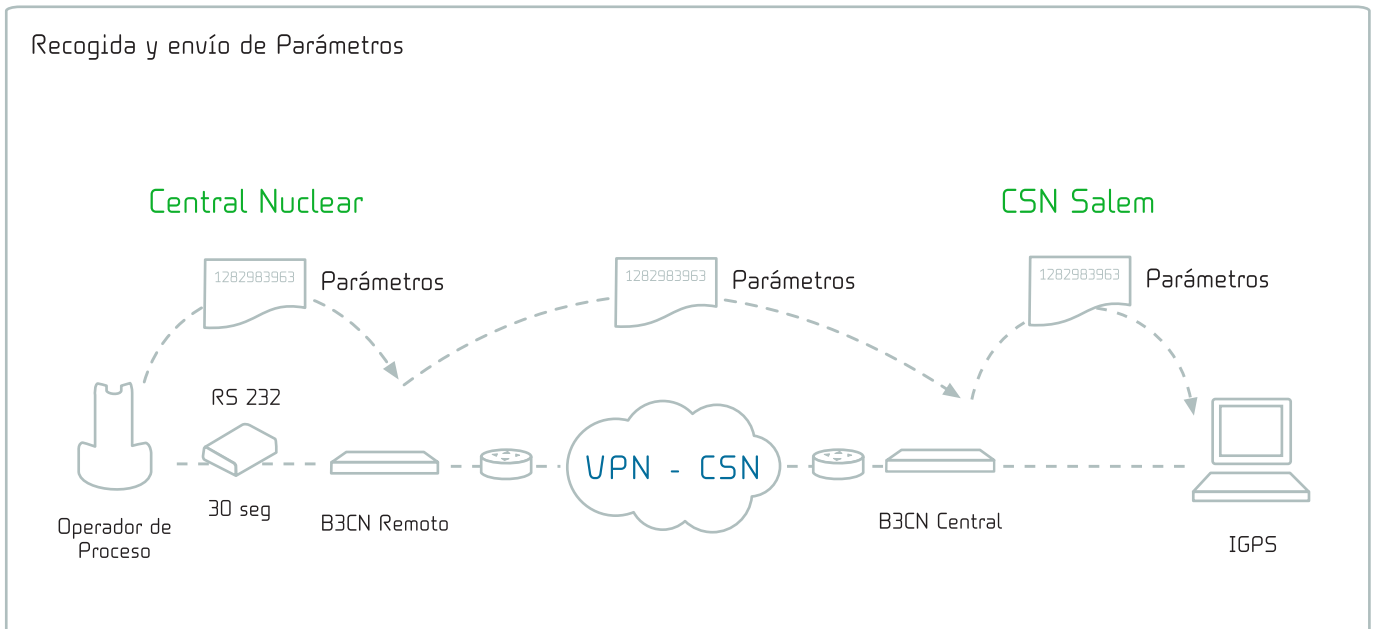 Recogida y envío de Parámetros
Central Nuclear
CSN Salem
1282983963
Parámetros
1282983963
Parámetros
1282983963
Parámetros
RS 232
VPN - CSN
30 seg
Operador de
Proceso
B3CN Remoto
B3CN Central
IGPS